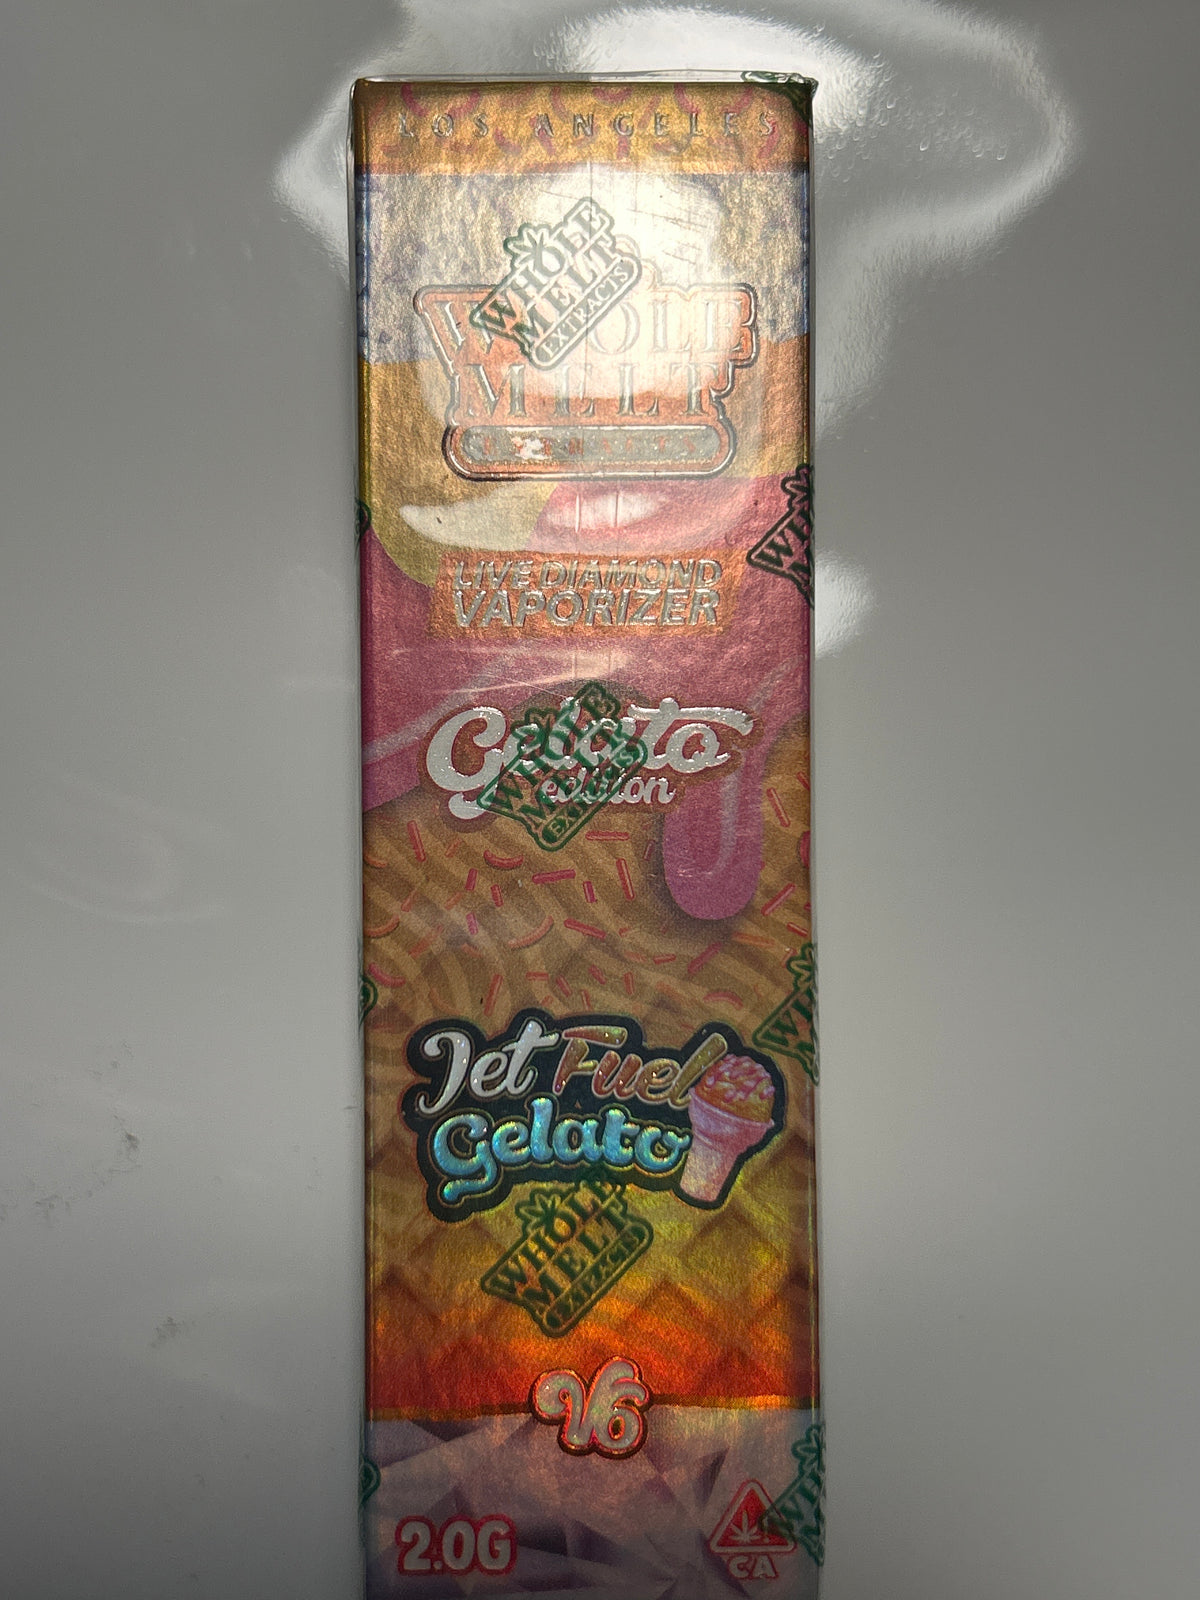 LOS ANGELES
WHOLE
MELT
EXTRACTS
WHOLE
MELT
EXTRACTS
LIVE DIAMOND
VAPORIZER
Gelato
edition
WHOLE
MELT
EXTRACTS
Jet Fuel
Gelato
WHOLE
MELT
EXTRACTS
V6
2.0G
CA